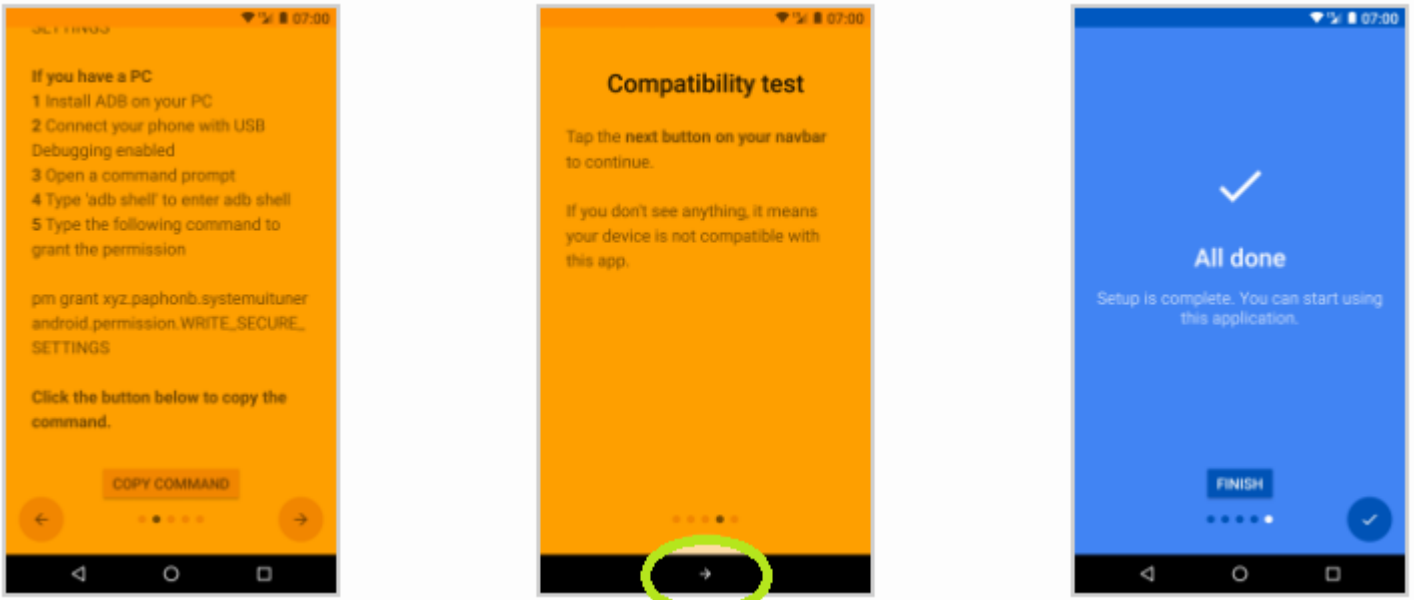 07:00
SETTINGS
If you have a PC
1 Install ADB on your PC
2 Connect your phone with USB
Debugging enabled
3 Open a command prompt
4 Type 'adb shell' to enter adb shell
5 Type the following command to
grant the permission
pm grant xyz.paphonb.systemuituner
android.permission.WRITE_SECURE_
SETTINGS
Click the button below to copy the
command.
COPY COMMAND
07:00
Compatibility test
Tap the next button on your navbar
to continue.
If you don't see anything, it means
your device is not compatible with
this app.
07:00
All done
Setup is complete. You can start using
this application.
FINISH